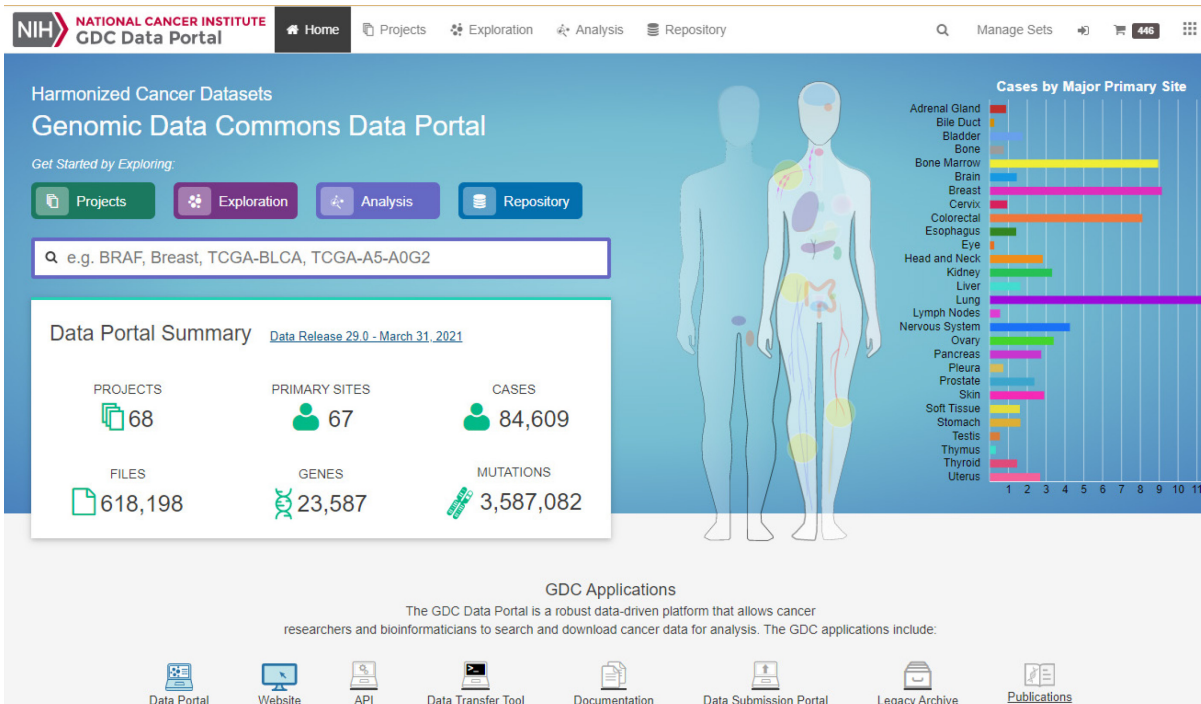 NIH NATIONAL CANCER INSTITUTE
GDC Data Portal
Home
Projects
Exploration
Analysis
Repository
Manage Sets
446
Harmonized Cancer Datasets
Genomic Data Commons Data Portal
Get Started by Exploring:
Projects
Exploration
Analysis
Repository
e.g. BRAF, Breast, TCGA-BLCA, TCGA-A5-A0G2
Data Portal Summary
Data Release 29.0 - March 31, 2021
PROJECTS
68
PRIMARY SITES
67
CASES
84,609
FILES
618,198
GENES
23,587
MUTATIONS
3,587,082
Cases by Major Primary Site
Adrenal Gland
Bile Duct
Bladder
Bone
Bone Marrow
Brain
Breast
Cervix
Colorectal
Esophagus
Eye
Head and Neck
Kidney
Liver
Lung
Lymph Nodes
Nervous System
Ovary
Pancreas
Pleura
Prostate
Skin
Soft Tissue
Stomach
Testis
Thymus
Thyroid
Uterus
1 2 3 4 5 6 7 8 9 10 11
GDC Applications
The GDC Data Portal is a robust data-driven platform that allows cancer
researchers and bioinformaticians to search and download cancer data for analysis. The GDC applications include:
Data Portal
Website
API
Data Transfer Tool
Documentation
Data Submission Portal
Legacy Archive
Publications